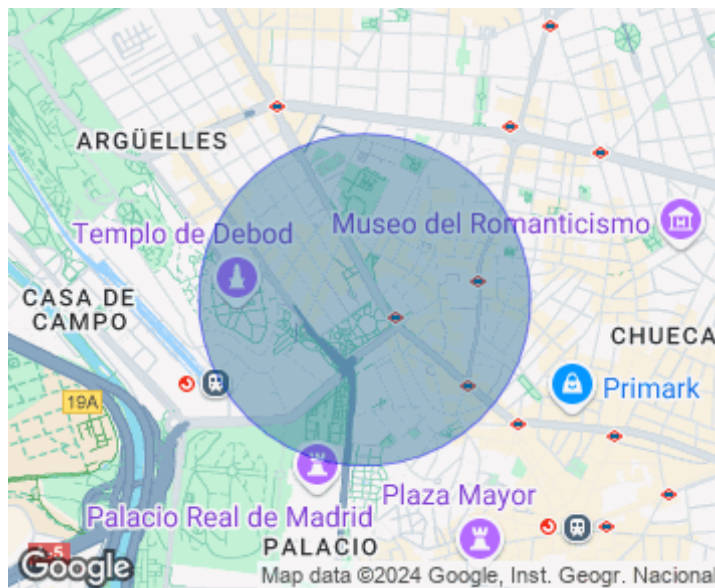 ARGÜELLES
Museo del Romanticismo
Templo de Debod
CASA DE
CAMPO
CHUECA
19A
Primark
Plaza Mayor
Palacio Real de Madrid
PALACIO
Google
Map data ©2024 Google, Inst. Geogr. Nacional